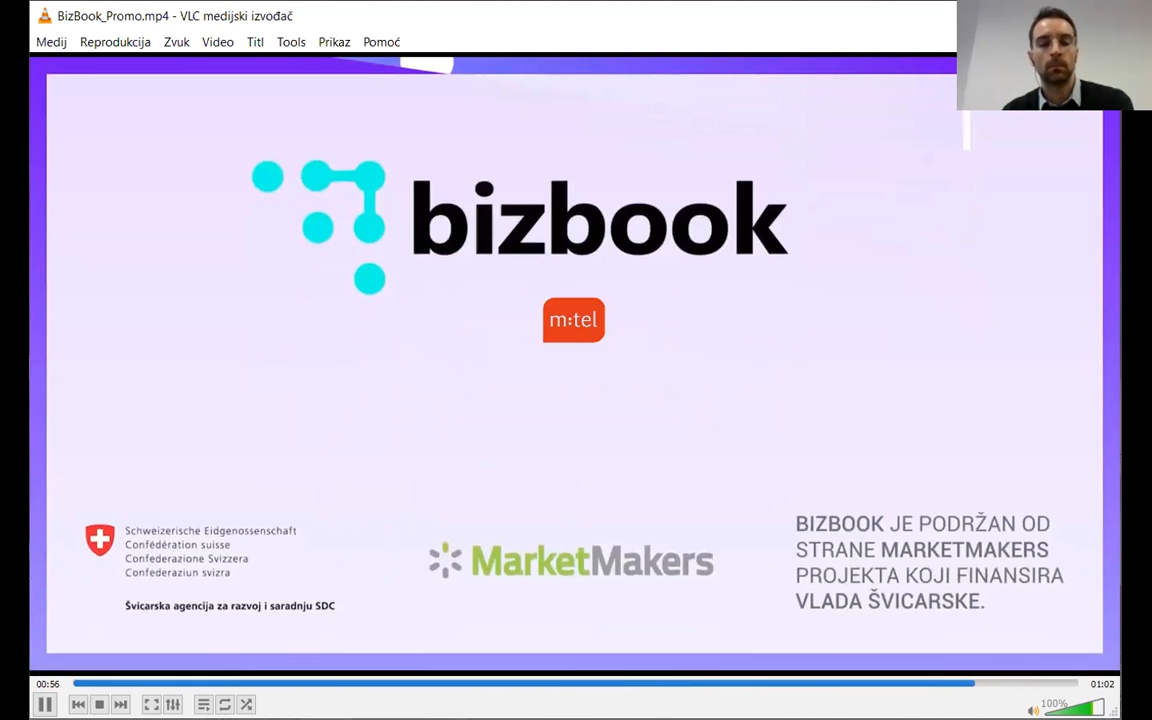 BizBook_Promo.mp4 - VLC medijski izvođač
Medij Reprodukcija Zvuk Video Titl Tools Prikaz Pomoć
bizbook
m:tel
Schweizerische Eidgenossenschaft
Confédération suisse
Confederazione Svizzera
Confederaziun svizra
Švicarska agencija za razvoj i saradnju SDC
MarketMakers
BIZBOOK JE PODRŽAN OD
STRANE MARKETMAKERS
PROJEKTA KOJI FINANSIRA
VLADA ŠVICARSKE.
00:56
01:02
100%